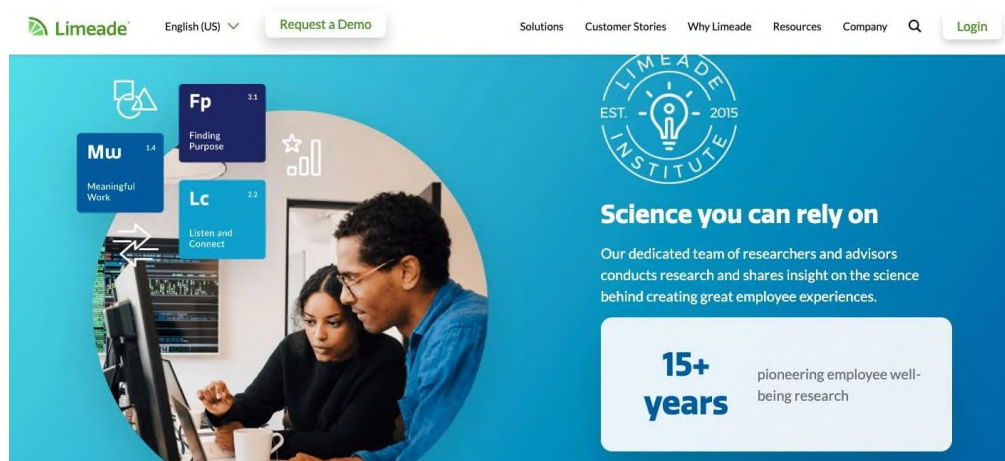 Limeade
English (US)
Request a Demo
Solutions
Customer Stories
Why Limeade
Resources
Company
Login
Fp 3.1
Finding
Purpose
Mw 1.4
Meaningful
Work
Lc 2.2
Listen and
Connect
LIMEADE
EST. 2015
INSTITUTE
Science you can rely on
Our dedicated team of researchers and advisors
conducts research and shares insight on the science
behind creating great employee experiences.
15+
years
pioneering employee well-
being research